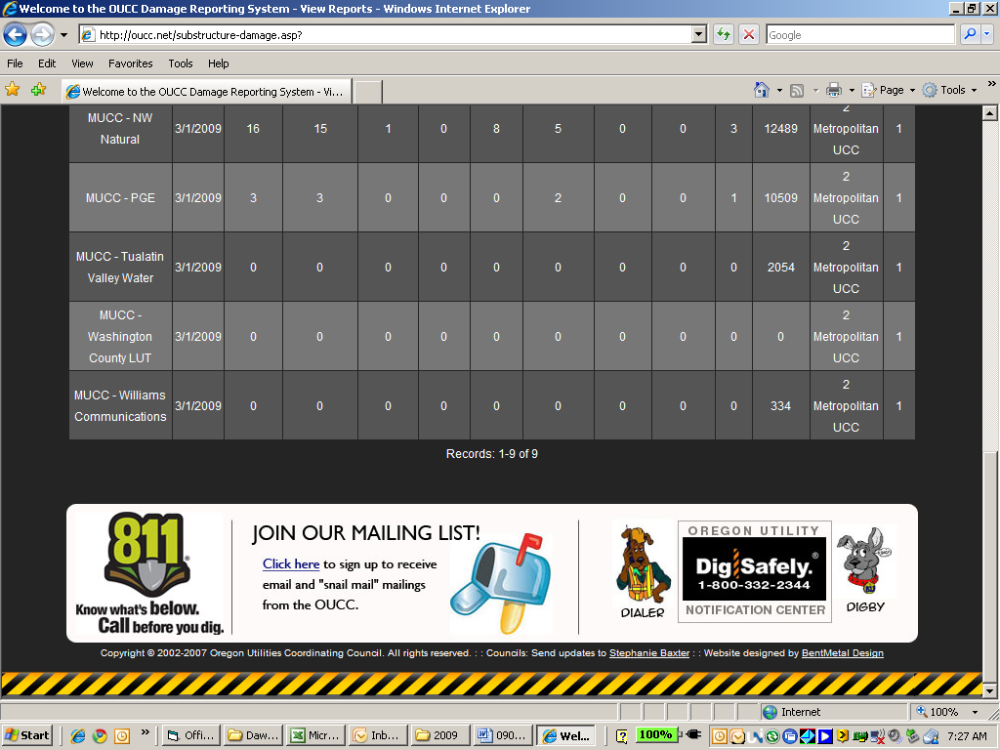 Welcome to the OUCC Damage Reporting System - View Reports - Windows Internet Explorer
http://oucc.net/substructure-damage.asp?
Google
File Edit View Favorites Tools Help
Welcome to the OUCC Damage Reporting System - Vi...
Page Tools
MUCC - NW Natural 3/1/2009 16 15 1 0 8 5 0 0 3 12489 2 Metropolitan UCC 1
MUCC - PGE 3/1/2009 3 3 0 0 0 2 0 0 1 10509 2 Metropolitan UCC 1
MUCC - Tualatin Valley Water 3/1/2009 0 0 0 0 0 0 0 0 0 2054 2 Metropolitan UCC 1
MUCC - Washington County LUT 3/1/2009 0 0 0 0 0 0 0 0 0 0 2 Metropolitan UCC 1
MUCC - Williams Communications 3/1/2009 0 0 0 0 0 0 0 0 0 334 2 Metropolitan UCC 1
Records: 1-9 of 9
811
Know what's below.
Call before you dig.
JOIN OUR MAILING LIST!
Click here to sign up to receive
email and "snail mail" mailings
from the OUCC.
DIALER
OREGON UTILITY
Dig Safely.®
1-800-332-2344
NOTIFICATION CENTER
DIGBY
Copyright © 2002-2007 Oregon Utilities Coordinating Council. All rights reserved. : : Councils: Send updates to Stephanie Baxter : : Website designed by BentMetal Design
Internet 100%
Start Offi... Daw... Micr... Inb... 2009 090... Wel... 100% 7:27 AM